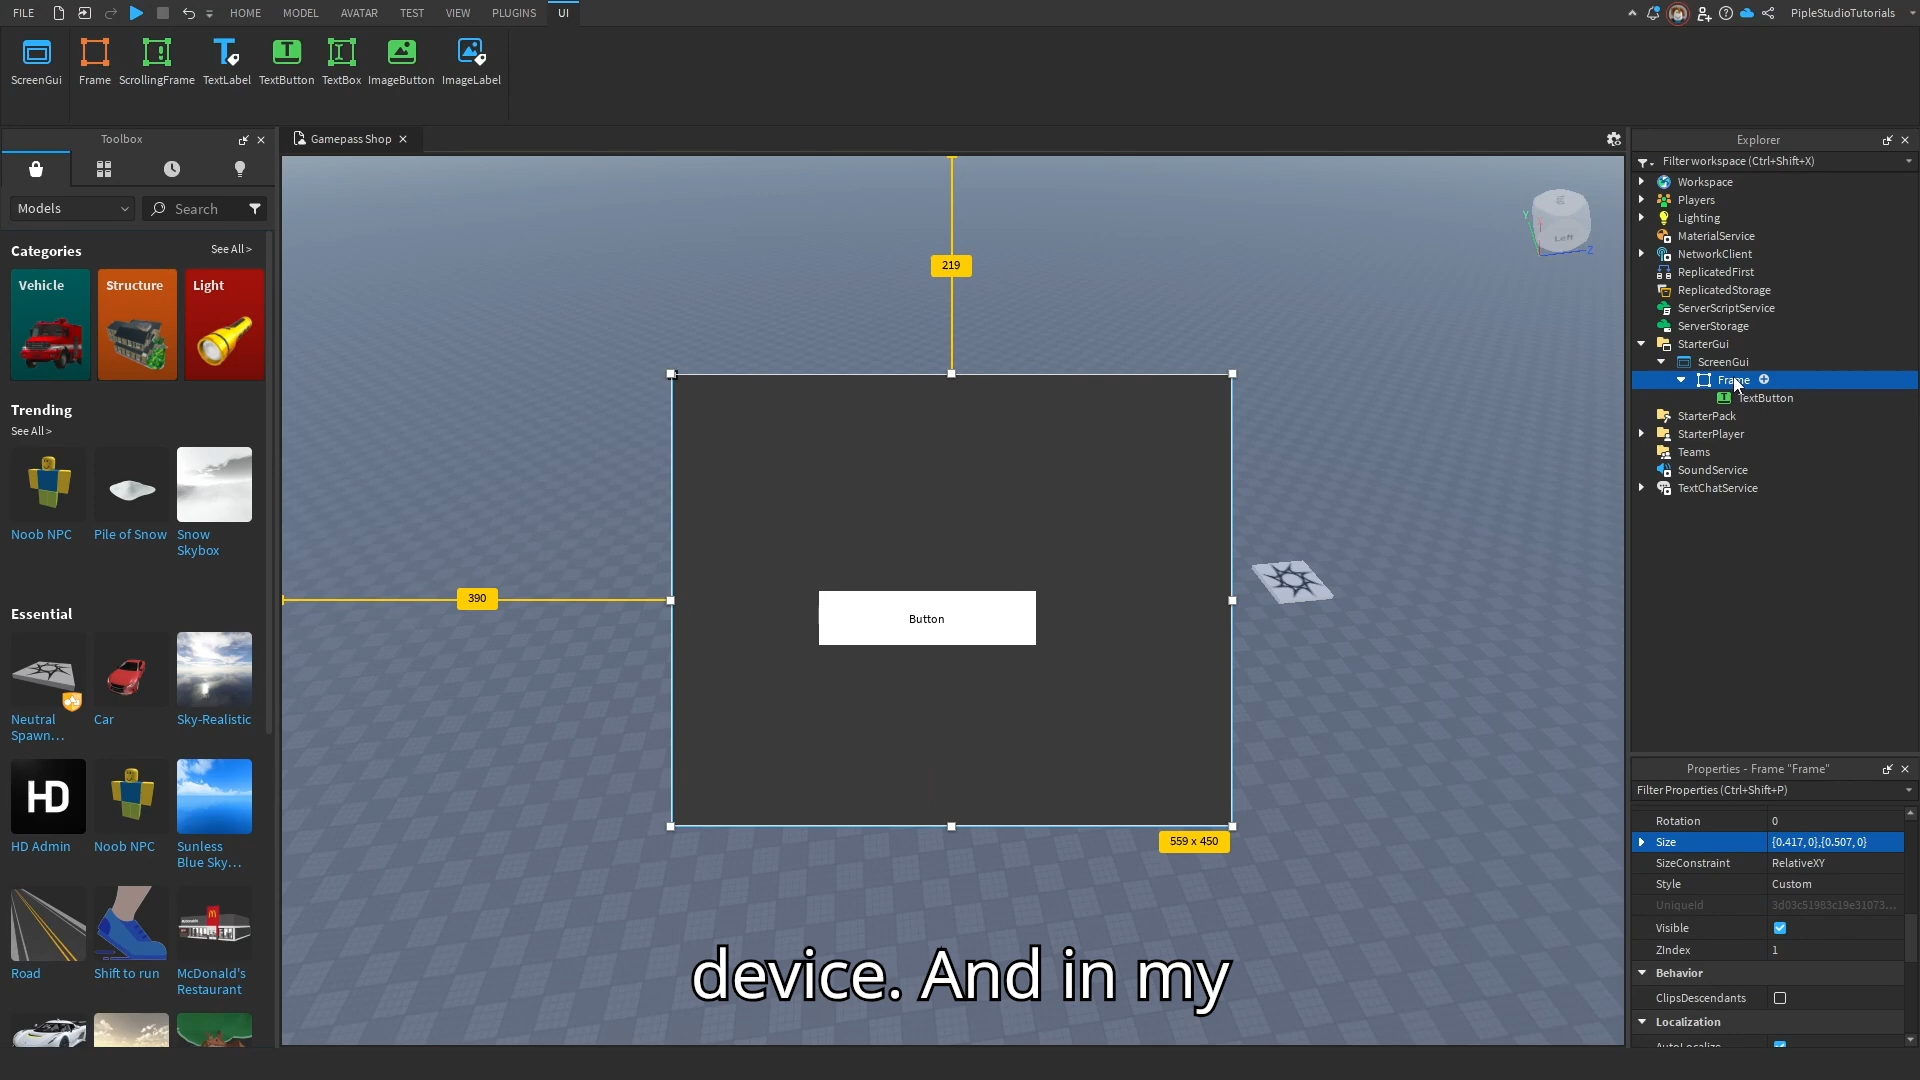 FILE
HOME
MODEL
AVATAR
TEST
VIEW
PLUGINS
UI
PipleStudioTutorials
ScreenGui
Frame
ScrollingFrame
TextLabel
TextButton
TextBox
ImageButton
ImageLabel
Toolbox
Gamepass Shop
Explorer
Filter workspace (Ctrl+Shift+X)
Models
Search
Categories
See All >
Vehicle
Structure
Light
Trending
See All >
Noob NPC
Pile of Snow
Snow
Skybox
Essential
Neutral
Spawn...
Car
Sky-Realistic
HD
HD Admin
Noob NPC
Sunless
Blue Sky...
Road
Shift to run
McDonald's
Restaurant
219
390
Button
559 x 450
Y
Left
Z
device. And in my
Workspace
Players
Lighting
MaterialService
NetworkClient
ReplicatedFirst
ReplicatedStorage
ServerScriptService
ServerStorage
StarterGui
ScreenGui
Frame
TextButton
StarterPack
StarterPlayer
Teams
SoundService
TextChatService
Properties - Frame "Frame"
Filter Properties (Ctrl+Shift+P)
Rotation 0
Size {0.417, 0},{0.507, 0}
SizeConstraint RelativeXY
Style Custom
UniqueId 3d03c51983c19e31073...
Visible
ZIndex 1
Behavior
ClipsDescendants
Localization
AutoLocalize